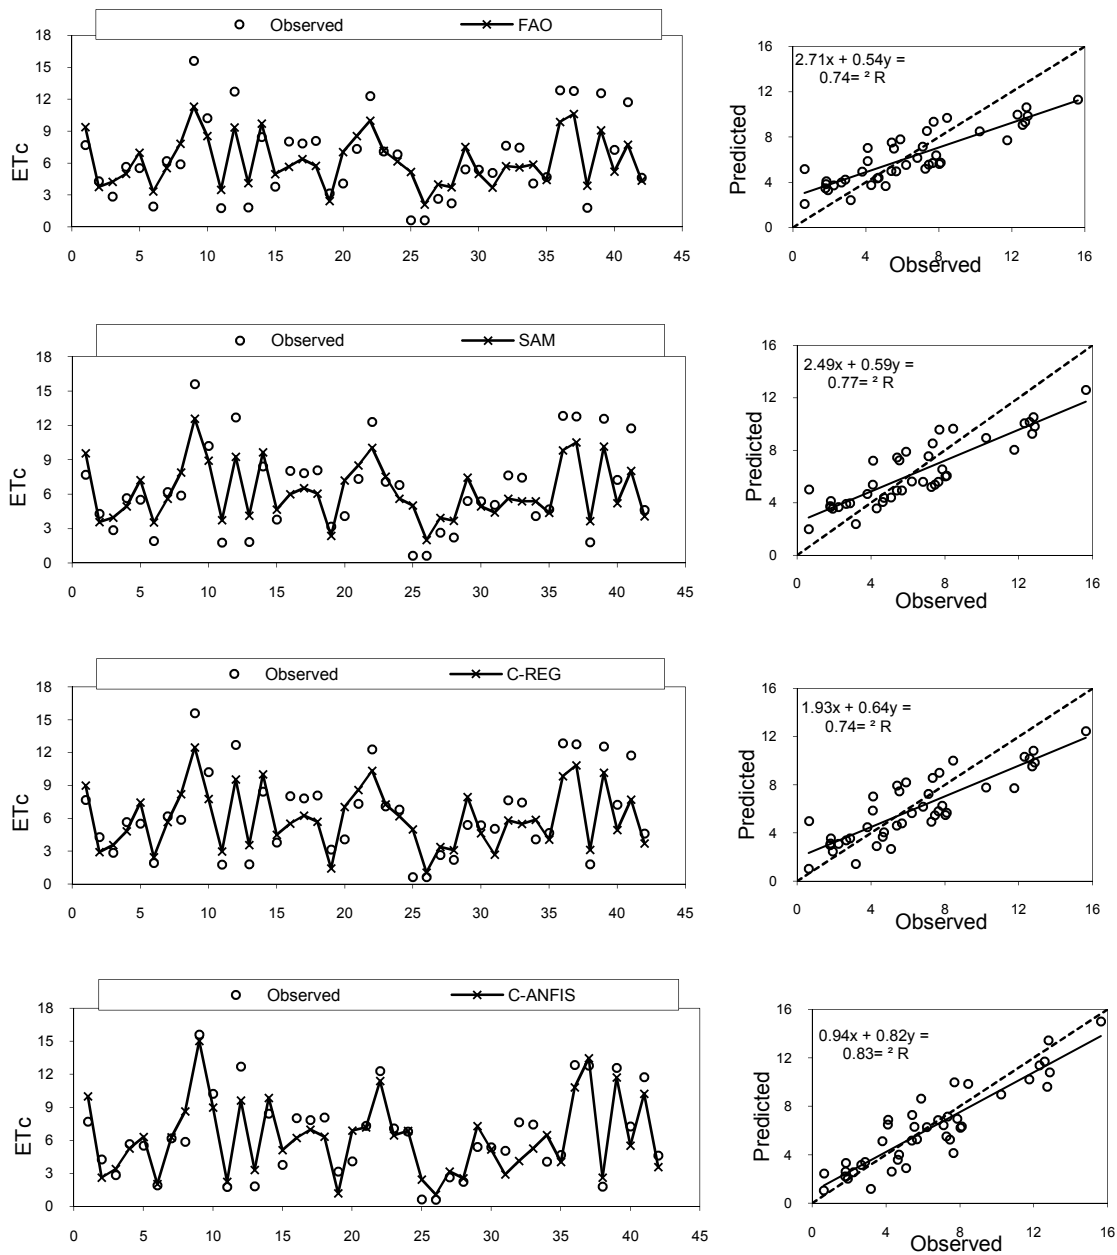 Observed FAO
18
15
12
9
6
3
0
ETc
0 5 10 15 20 25 30 35 40 45
2.71x + 0.54y =
0.74= ² R
16
12
8
4
0
Predicted
0 4 8 12 16
Observed
Observed SAM
18
15
12
9
6
3
0
ETc
0 5 10 15 20 25 30 35 40 45
2.49x + 0.59y =
0.77= ² R
16
12
8
4
0
Predicted
0 4 8 12 16
Observed
Observed C-REG
18
15
12
9
6
3
0
ETc
0 5 10 15 20 25 30 35 40 45
1.93x + 0.64y =
0.74= ² R
16
12
8
4
0
Predicted
0 4 8 12 16
Observed
Observed C-ANFIS
18
15
12
9
6
3
0
ETc
0 5 10 15 20 25 30 35 40 45
0.94x + 0.82y =
0.83= ² R
16
12
8
4
0
Predicted
0 4 8 12 16
Observed